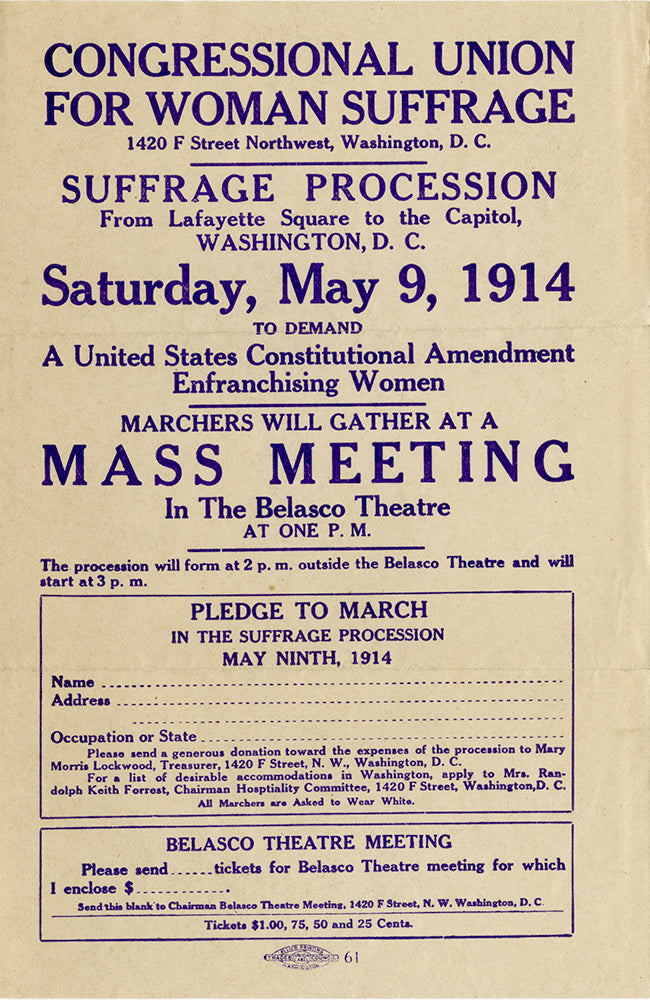 CONGRESSIONAL UNION
FOR WOMAN SUFFRAGE
1420 F Street Northwest, Washington, D. C.
SUFFRAGE PROCESSION
From Lafayette Square to the Capitol,
WASHINGTON, D. C.
Saturday, May 9, 1914
TO DEMAND
A United States Constitutional Amendment
Enfranchising Women
MARCHERS WILL GATHER AT A
MASS MEETING
In The Belasco Theatre
AT ONE P. M.
The procession will form at 2 p. m. outside the Belasco Theatre and will
start at 3 p. m.
PLEDGE TO MARCH
IN THE SUFFRAGE PROCESSION
MAY NINTH, 1914
Name
Address
Occupation or State
Please send a generous donation toward the expenses of the procession to Mary
Morris Lockwood, Treasurer, 1420 F Street, N. W., Washington, D. C.
For a list of desirable accommodations in Washington, apply to Mrs. Ran-
dolph Keith Forrest, Chairman Hosptiality Committee, 1420 F Street, Washington,D. C.
All Marchers are Asked to Wear White.
BELASCO THEATRE MEETING
Please send......tickets for Belasco Theatre meeting for which
I enclose $............
Send this blank to Chairman Belasco Theatre Meeting, 1420 F Street, N. W. Washington, D. C
Tickets $1.00, 75, 50 and 25 Cents.
61